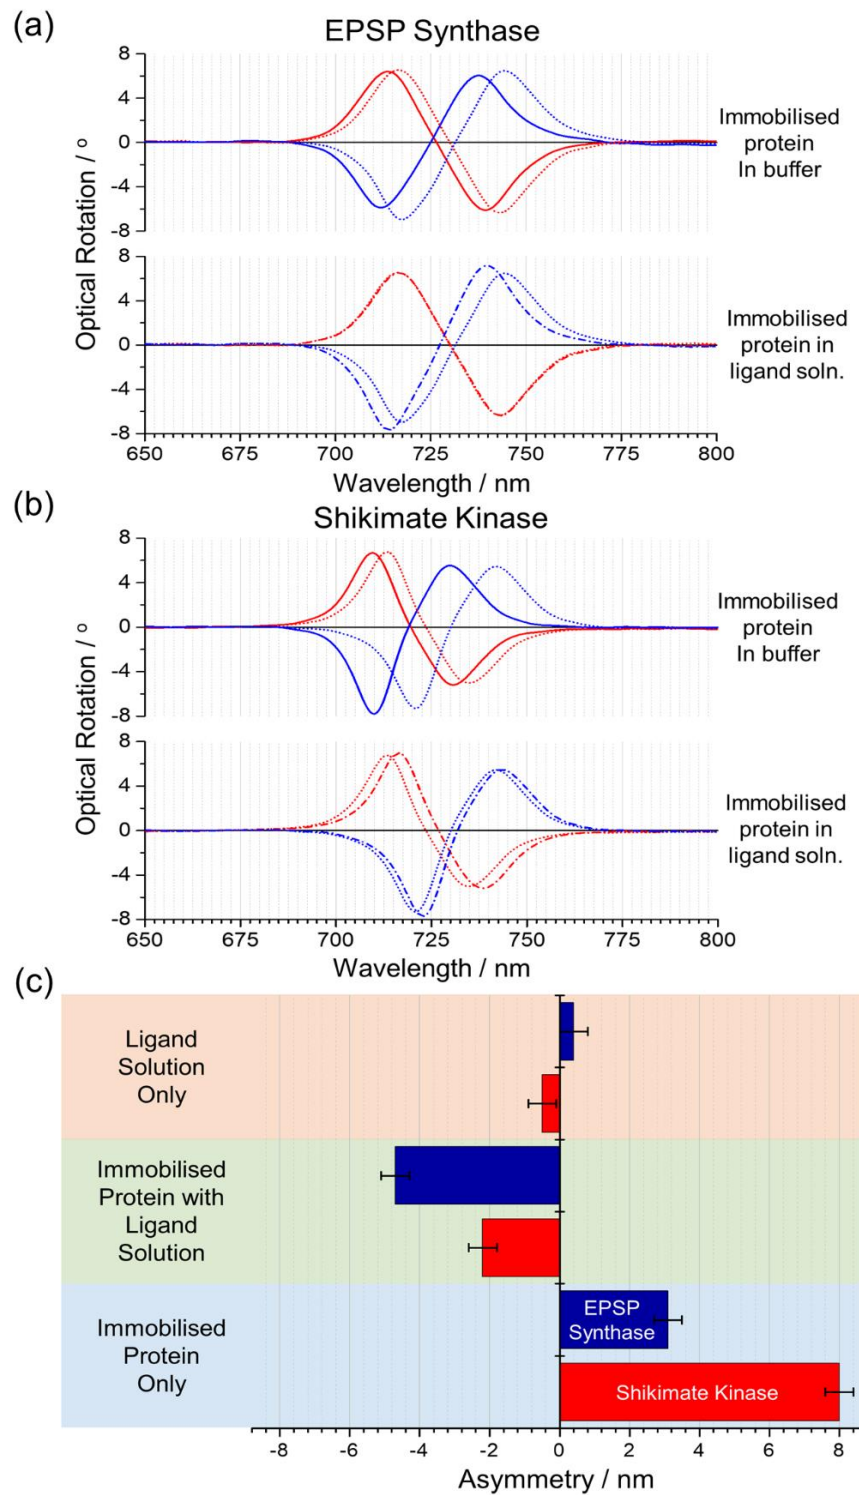 (a)
EPSP Synthase
8
4
0
-4
-8
Immobilised
protein
In buffer
8
4
0
-4
-8
Immobilised
protein in
ligand soln.
Optical Rotation / º
650 675 700 725 750 775 800
Wavelength / nm
(b)
Shikimate Kinase
8
4
0
-4
-8
Immobilised
protein
In buffer
8
4
0
-4
-8
Immobilised
protein in
ligand soln.
Optical Rotation / º
650 675 700 725 750 775 800
Wavelength / nm
(c)
Ligand
Solution
Only
Immobilised
Protein with
Ligand
Solution
Immobilised
Protein
Only
EPSP
Synthase
Shikimate Kinase
-8 -6 -4 -2 0 2 4 6 8
Asymmetry / nm